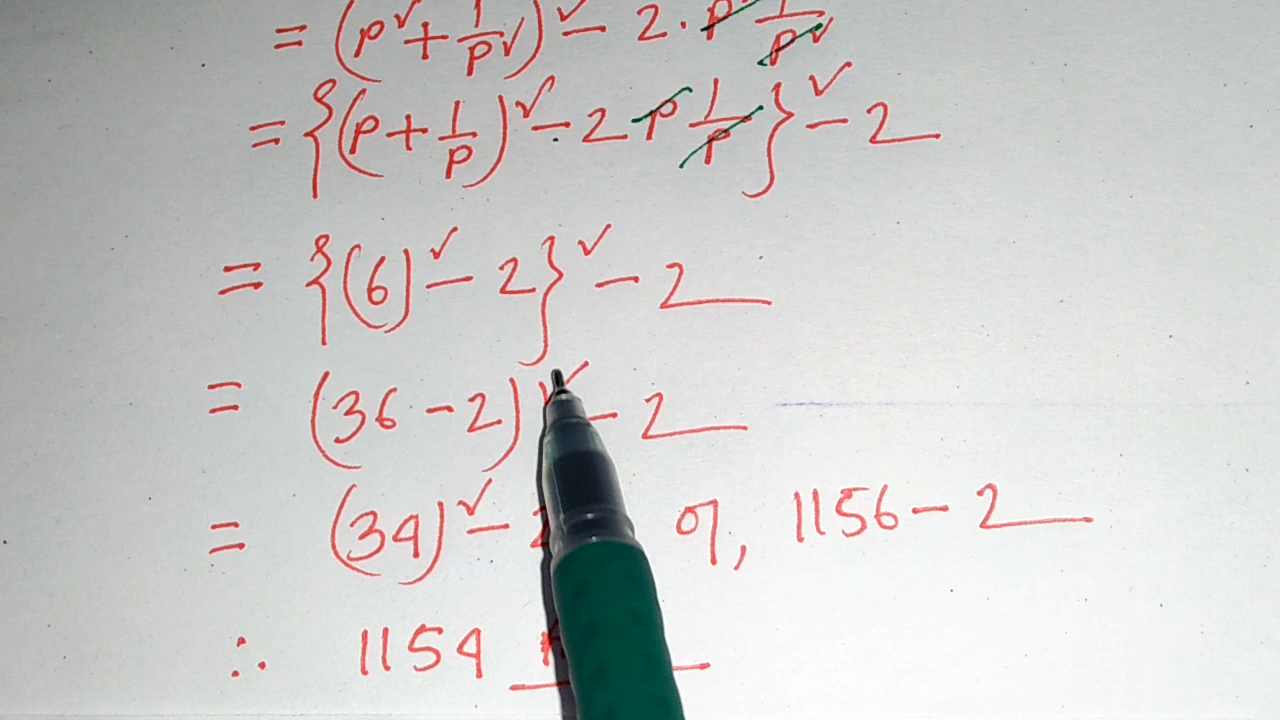 = (p² + 1/p²)² - 2 · p² 1/p²
= {(p + 1/p)² - 2 p 1/p}² - 2
= {(6)² - 2}² - 2
= (36 - 2)² - 2
= (34)² - 2 or, 1156 - 2
∴ 1154